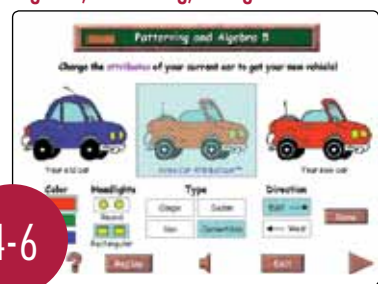 Patterning and Algebra 5
Change the attributes of your current car to get your new vehicle!
Your old car
Your new car
Color Headlights Type Direction
Round
Coupe Sedan
East
Van Convertible
West
Done
Rectangular
4-6
?
Replay
Exit